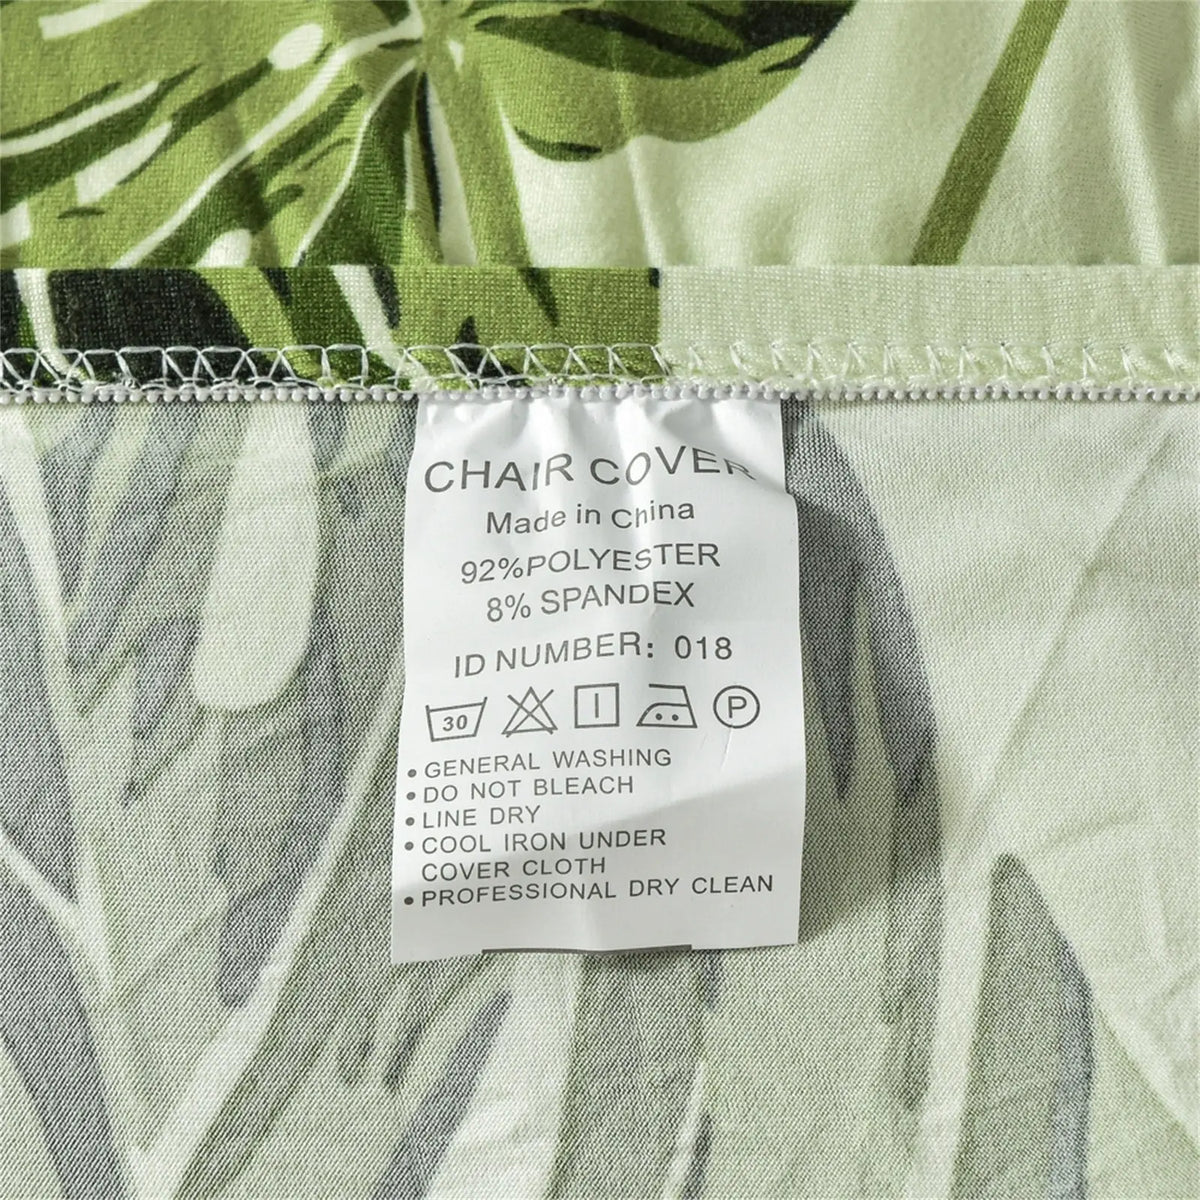 CHAIR COVER
Made in China
92%POLYESTER
8% SPANDEX
ID NUMBER: 018
30 P
• GENERAL WASHING
• DO NOT BLEACH
• LINE DRY
• COOL IRON UNDER
COVER CLOTH
• PROFESSIONAL DRY CLEAN